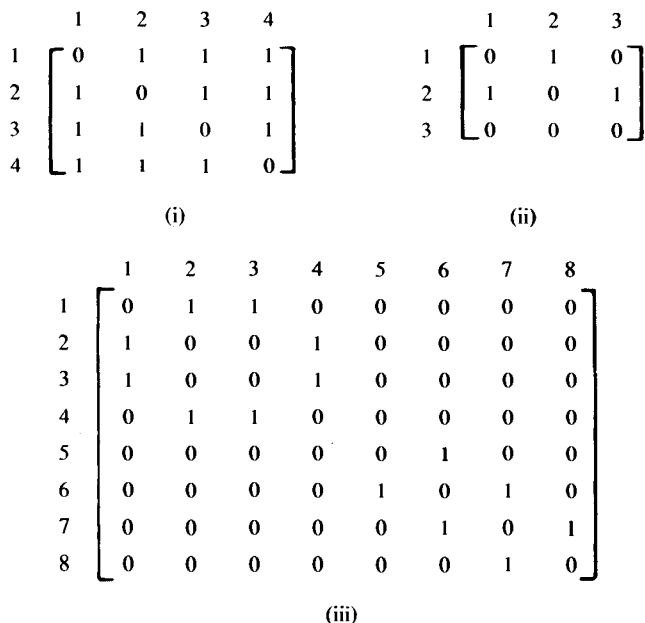 1 2 3 4
1 0 1 1 1
2 1 0 1 1
3 1 1 0 1
4 1 1 1 0
(i)
1 2 3
1 0 1 0
2 1 0 1
3 0 0 0
(ii)
1 2 3 4 5 6 7 8
1 0 1 1 0 0 0 0 0
2 1 0 0 1 0 0 0 0
3 1 0 0 1 0 0 0 0
4 0 1 1 0 0 0 0 0
5 0 0 0 0 0 1 0 0
6 0 0 0 0 1 0 1 0
7 0 0 0 0 0 1 0 1
8 0 0 0 0 0 0 1 0
(iii)